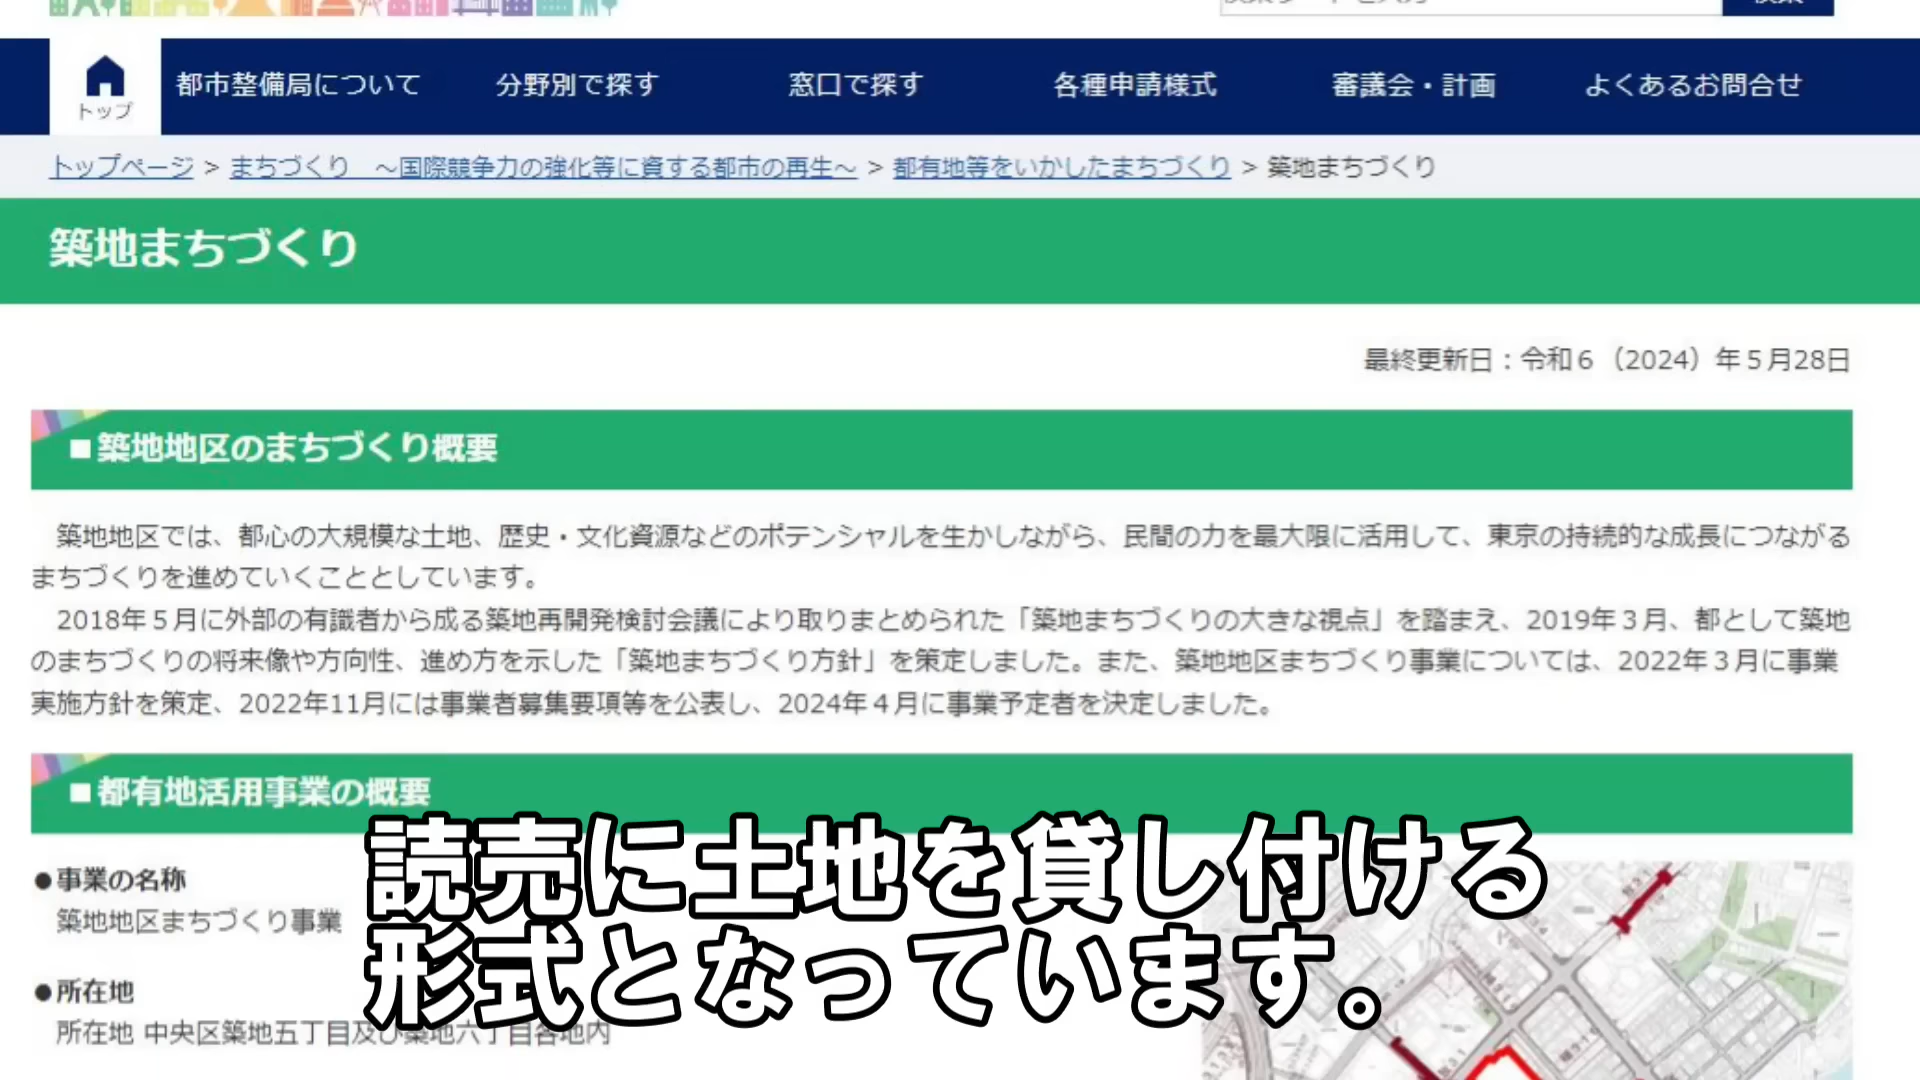 トップ
都市整備局について
分野別で探す
窓口で探す
各種申請様式
審議会・計画
よくあるお問合せ
トップページ > まちづくり　～国際競争力の強化等に資する都市の再生～ > 都有地等をいかしたまちづくり > 築地まちづくり
築地まちづくり
最終更新日：令和６（2024）年５月28日
■築地地区のまちづくり概要
築地地区では、都心の大規模な土地、歴史・文化資源などのポテンシャルを生かしながら、民間の力を最大限に活用して、東京の持続的な成長につながる
まちづくりを進めていくこととしています。
2018年５月に外部の有識者から成る築地再開発検討会議により取りまとめられた「築地まちづくりの大きな視点」を踏まえ、2019年３月、都として築地
のまちづくりの将来像や方向性、進め方を示した「築地まちづくり方針」を策定しました。また、築地地区まちづくり事業については、2022年３月に事業
実施方針を策定、2022年11月には事業者募集要項等を公表し、2024年４月に事業予定者を決定しました。
■都有地活用事業の概要
●事業の名称
築地地区まちづくり事業
●所在地
所在地 中央区築地五丁目及び築地六丁目各地内
読売に土地を貸し付ける
形式となっています。